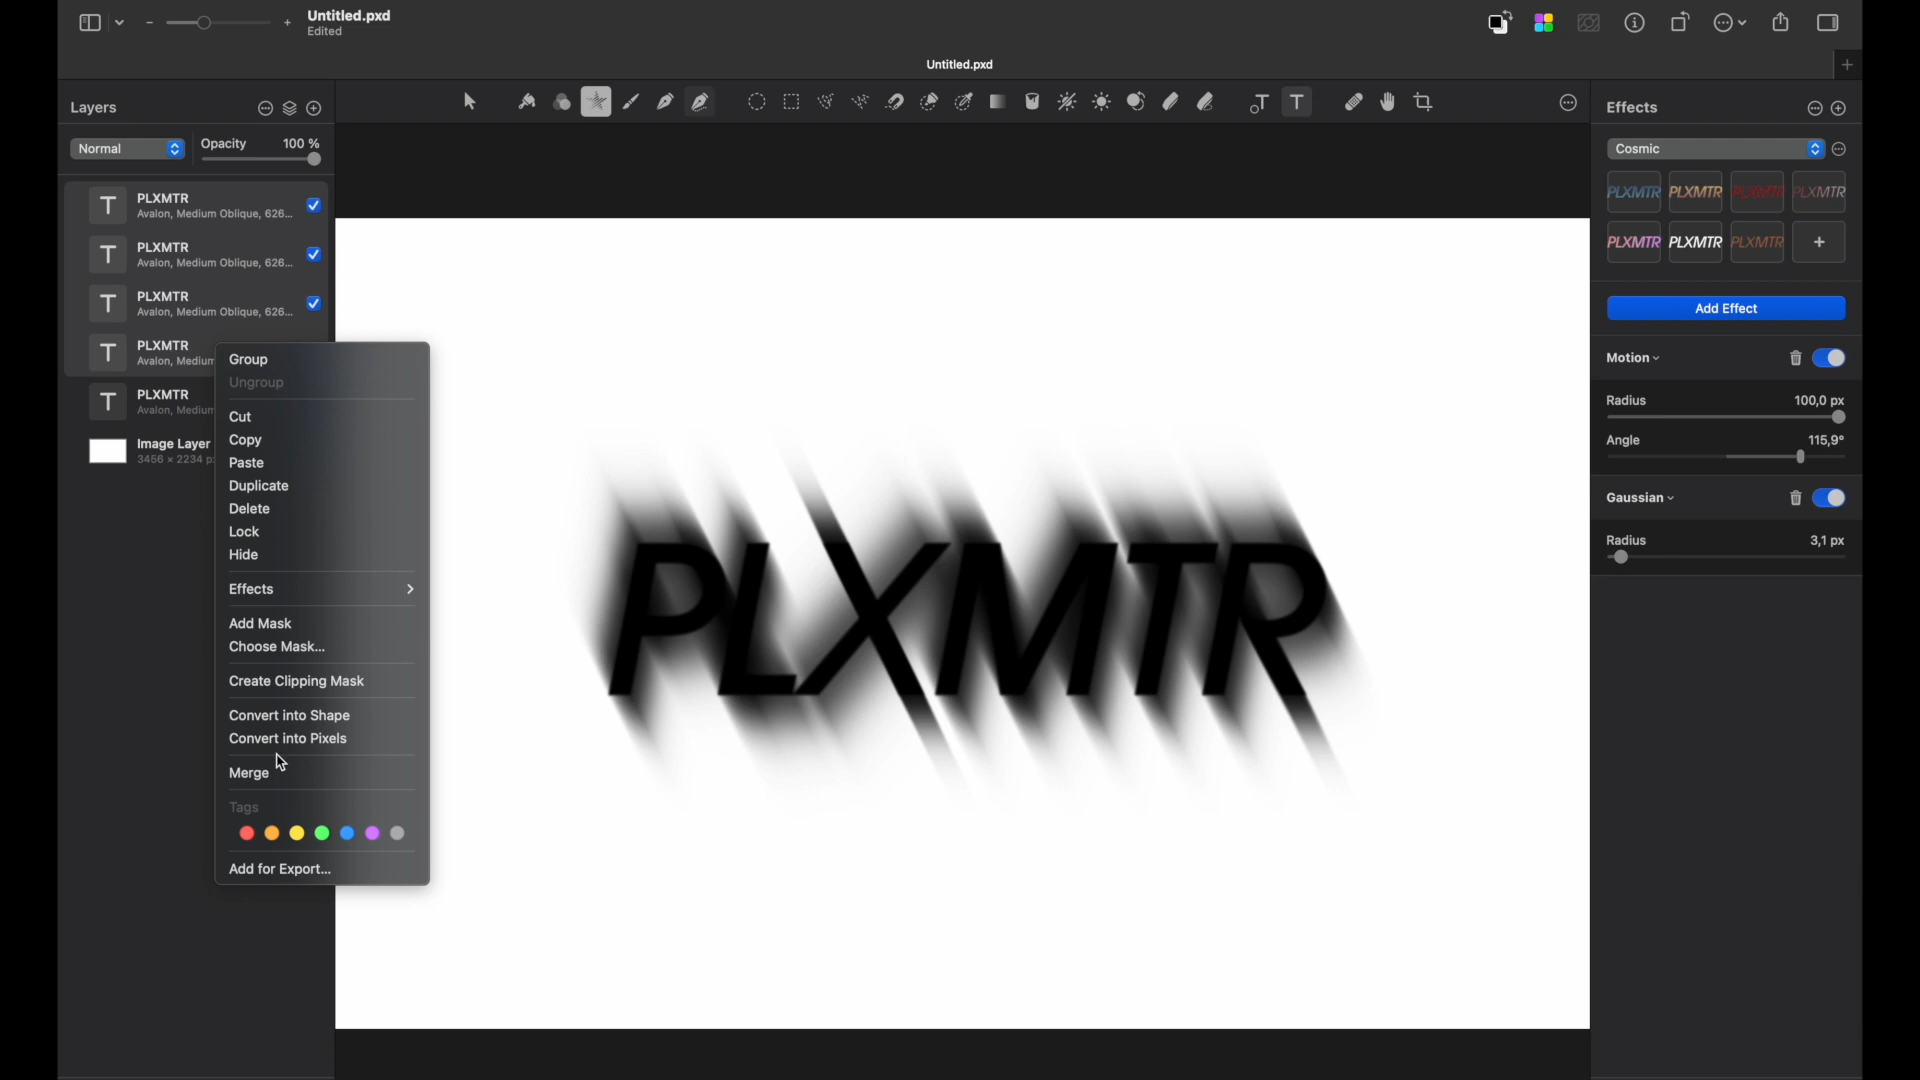 Untitled.pxd
Edited
Untitled.pxd
Layers
Normal
Opacity 100 %
PLXMTR
Avalon, Medium Oblique, 626...
PLXMTR
Avalon, Medium Oblique, 626...
PLXMTR
Avalon, Medium Oblique, 626...
PLXMTR
Avalon, Medium
PLXMTR
Avalon, Medium
Image Layer
3456 × 2234
Group
Ungroup
Cut
Copy
Paste
Duplicate
Delete
Lock
Hide
Effects
Add Mask
Choose Mask...
Create Clipping Mask
Convert into Shape
Convert into Pixels
Merge
Tags
Add for Export...
PLXMTR
Effects
Cosmic
PLXMTR PLXMTR PLXMTR PLXMTR
PLXMTR PLXMTR PLXMTR
Add Effect
Motion
Radius 100,0 px
Angle 115,9°
Gaussian
Radius 3,1 px